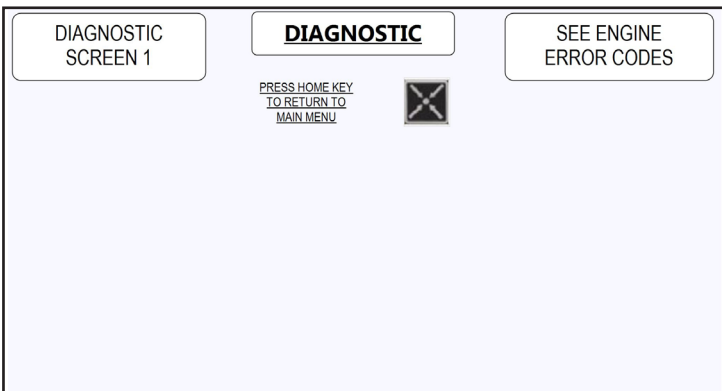 DIAGNOSTIC
SCREEN 1
DIAGNOSTIC
SEE ENGINE
ERROR CODES
PRESS HOME KEY
TO RETURN TO
MAIN MENU